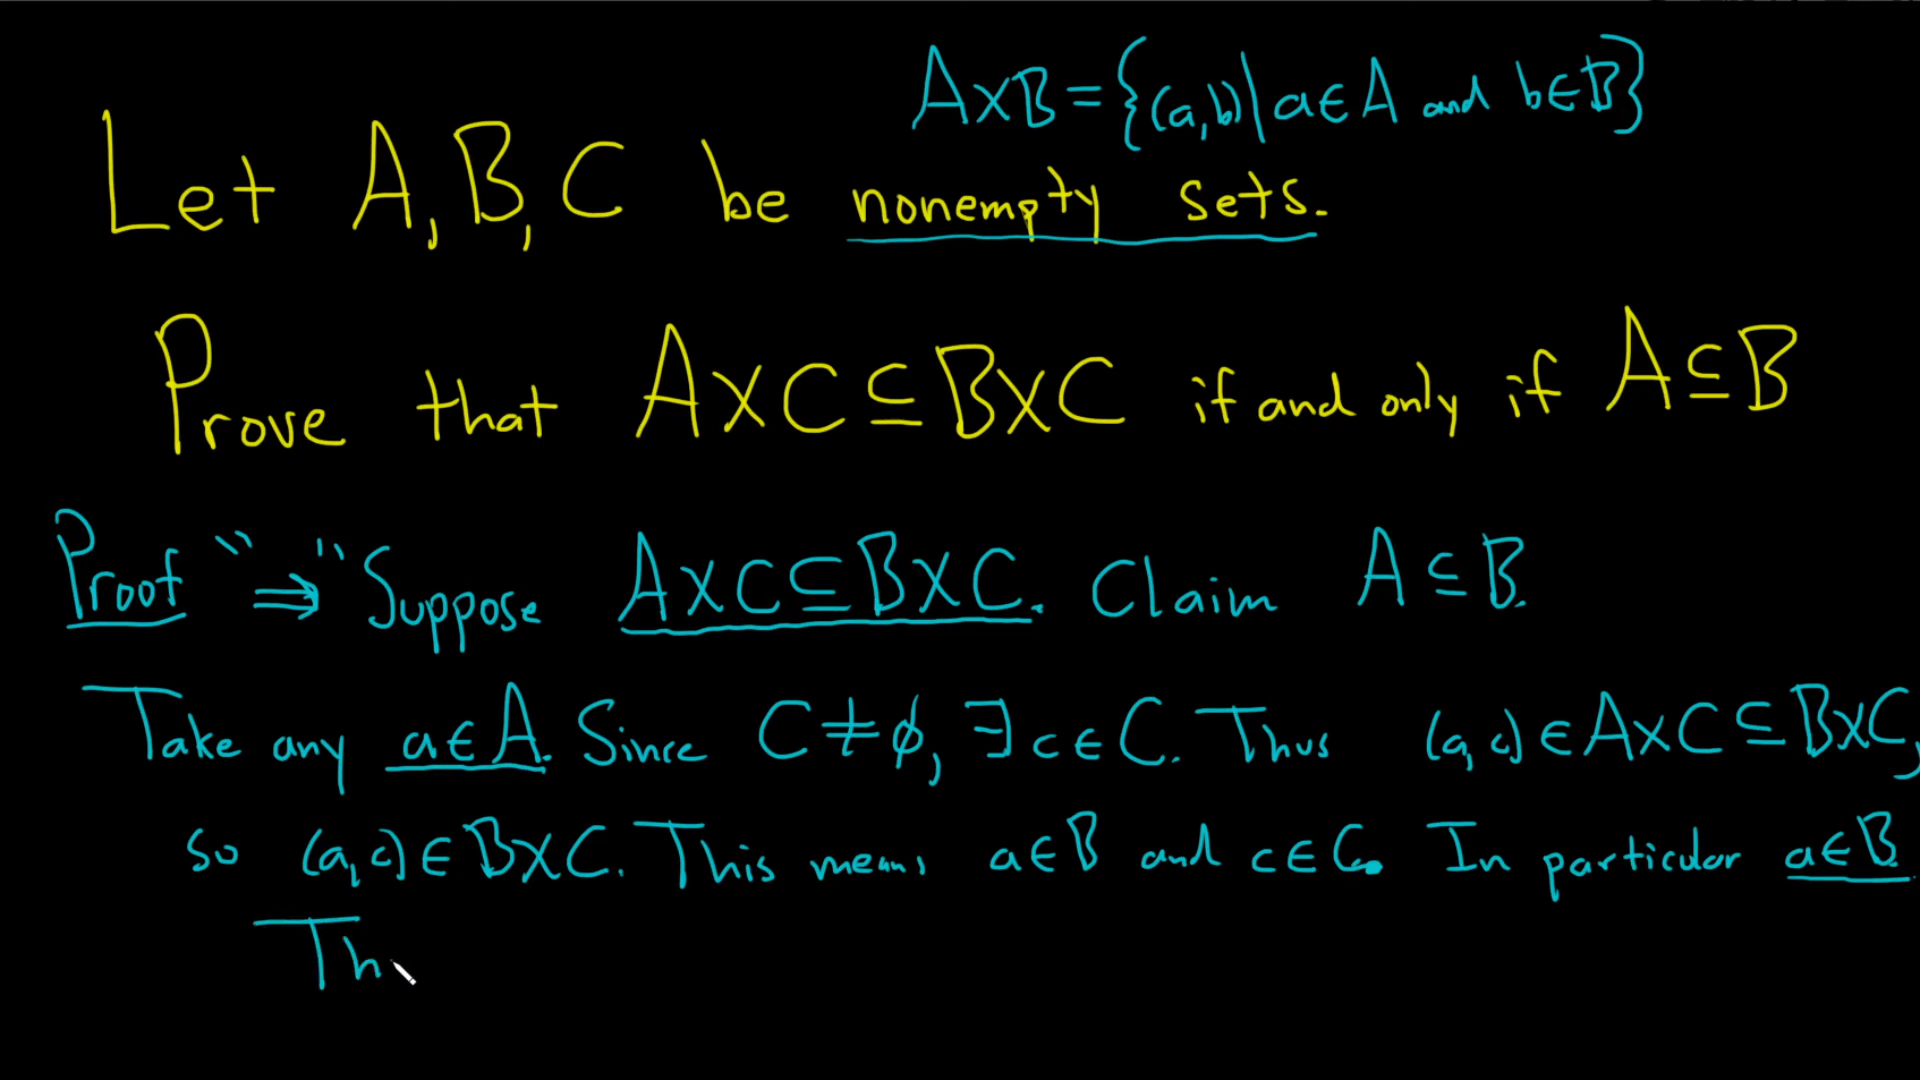 A×B={(a,b)|a∈A and b∈B}
Let A,B,C be nonempty sets.
Prove that A×C⊆B×C if and only if A⊆B
Proof "⇒" Suppose A×C⊆B×C. Claim A⊆B.
Take any a∈A. Since C≠∅, ∃c∈C. Thus (a,c)∈A×C⊆B×C,
so (a,c)∈B×C. This means a∈B and c∈C. In particular a∈B.
Th